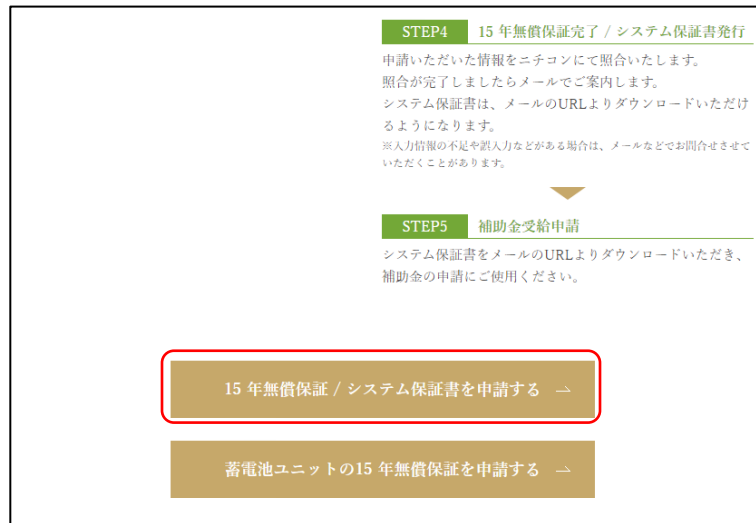 STEP4 15 年無償保証完了 / システム保証書発行
申請いただいた情報をニチコンにて照合いたします。
照合が完了しましたらメールでご案内します。
システム保証書は、メールのURLよりダウンロードいただけ
るようになります。
※入力情報の不足や誤入力などがある場合は、メールなどでお問合せさせて
いただくことがあります。
STEP5 補助金受給申請
システム保証書をメールのURLよりダウンロードいただき、
補助金の申請にご使用ください。
15 年無償保証 / システム保証書を申請する →
蓄電池ユニットの15 年無償保証を申請する →